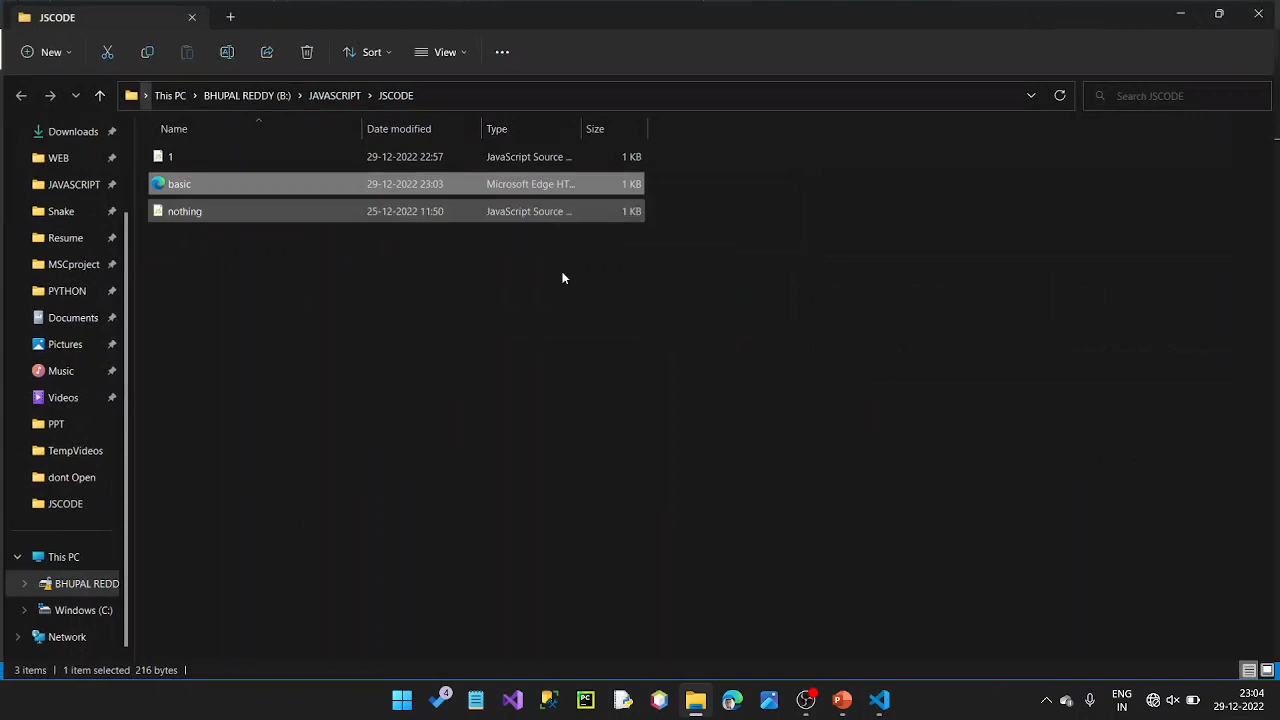 JSCODE
New
Sort
View
This PC
BHUPAL REDDY (B:)
JAVASCRIPT
JSCODE
Search JSCODE
Name
Date modified
Type
Size
1 29-12-2022 22:57 JavaScript Source ... 1 KB
basic 29-12-2022 23:03 Microsoft Edge HT... 1 KB
nothing 25-12-2022 11:50 JavaScript Source ... 1 KB
Downloads
WEB
JAVASCRIPT
Snake
Resume
MSCproject
PYTHON
Documents
Pictures
Music
Videos
PPT
TempVideos
dont Open
JSCODE
This PC
BHUPAL REDD
Windows (C:)
Network
3 items 1 item selected 216 bytes
4
PC
ENG
IN
23:04
29-12-2022